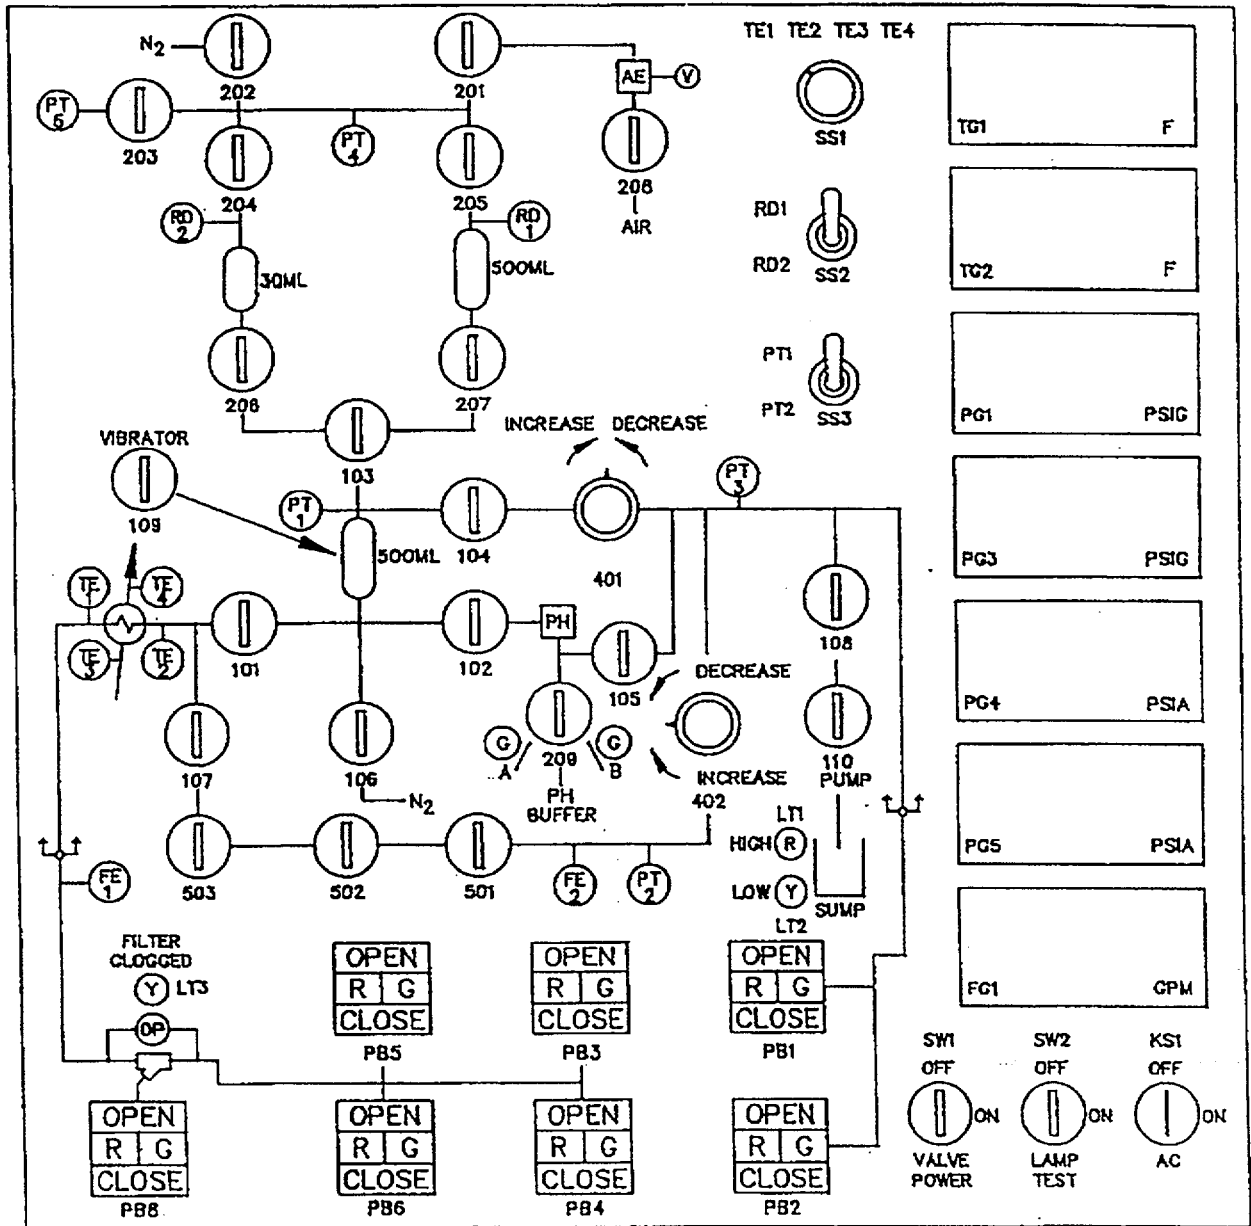 TE1 TE2 TE3 TE4
N2
202
201
AE
V
PT
5
203
PT
4
SS1
TG1 F
204
205
208
AIR
RD
2
RD
1
RD1
RD2
SS2
30ML
500ML
TG2 F
206
207
PT1
PT2
SS3
PG1 PSIG
INCREASE DECREASE
VIBRATOR
103
109
PT
1
104
401
PT
3
500ML
PG3 PSIG
TE
1
TE
4
TE
3
TE
2
101
102
PH
105
108
DECREASE
PG4 PSIA
107
106
N2
G
A
209
G
B
PH
BUFFER
INCREASE
402
110
PUMP
LT1
HIGH R
LOW Y
LT2
SUMP
PG5 PSIA
503
502
501
FE
1
FE
2
PT
2
FILTER
CLOGGED
Y LT3
DP
OPEN
R G
CLOSE
PB5
OPEN
R G
CLOSE
PB3
OPEN
R G
CLOSE
PB1
FG1 GPM
SW1
OFF
ON
VALVE
POWER
SW2
OFF
ON
LAMP
TEST
KS1
OFF
ON
AC
OPEN
R G
CLOSE
PB8
OPEN
R G
CLOSE
PB6
OPEN
R G
CLOSE
PB4
OPEN
R G
CLOSE
PB2